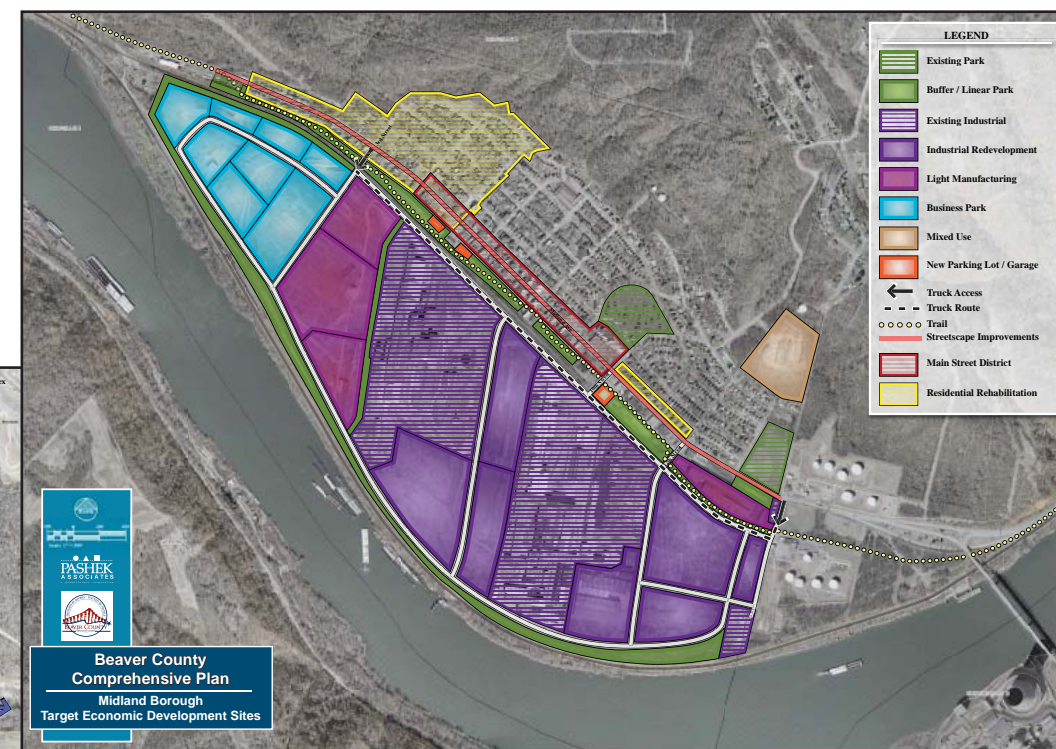 LEGEND
Existing Park
Buffer / Linear Park
Existing Industrial
Industrial Redevelopment
Light Manufacturing
Business Park
Mixed Use
New Parking Lot / Garage
Truck Access
Truck Route
Trail
Streetscape Improvements
Main Street District
Residential Rehabilitation
PASHEK
ASSOCIATES
BEAVER COUNTY
Beaver County
Comprehensive Plan
Midland Borough
Target Economic Development Sites